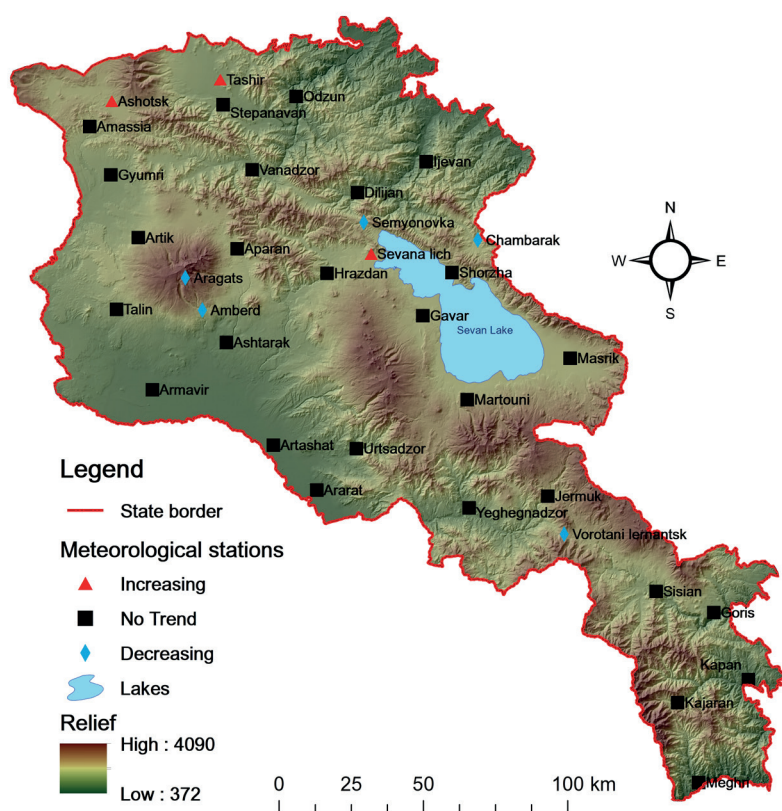 Tashir
Ashotsk
Odzun
Stepanavan
Amassia
Ijevan
Vanadzor
Gyumri
Dilijan
Semyonovka
Artik
Chambarak
Aparan
Sevana lich
Hrazdan
Shorzha
Aragats
Talin
Amberd
Gavar
Sevan Lake
Ashtarak
Masrik
Armavir
Martouni
Artashat
Urtsadzor
Ararat
Jermuk
Yeghegnadzor
Vorotani lernantsk
Sisian
Goris
Kapan
Kajaran
Meghri
N
W E
S
Legend
State border
Meteorological stations
Increasing
No Trend
Decreasing
Lakes
Relief
High : 4090
Low : 372
0 25 50 100 km